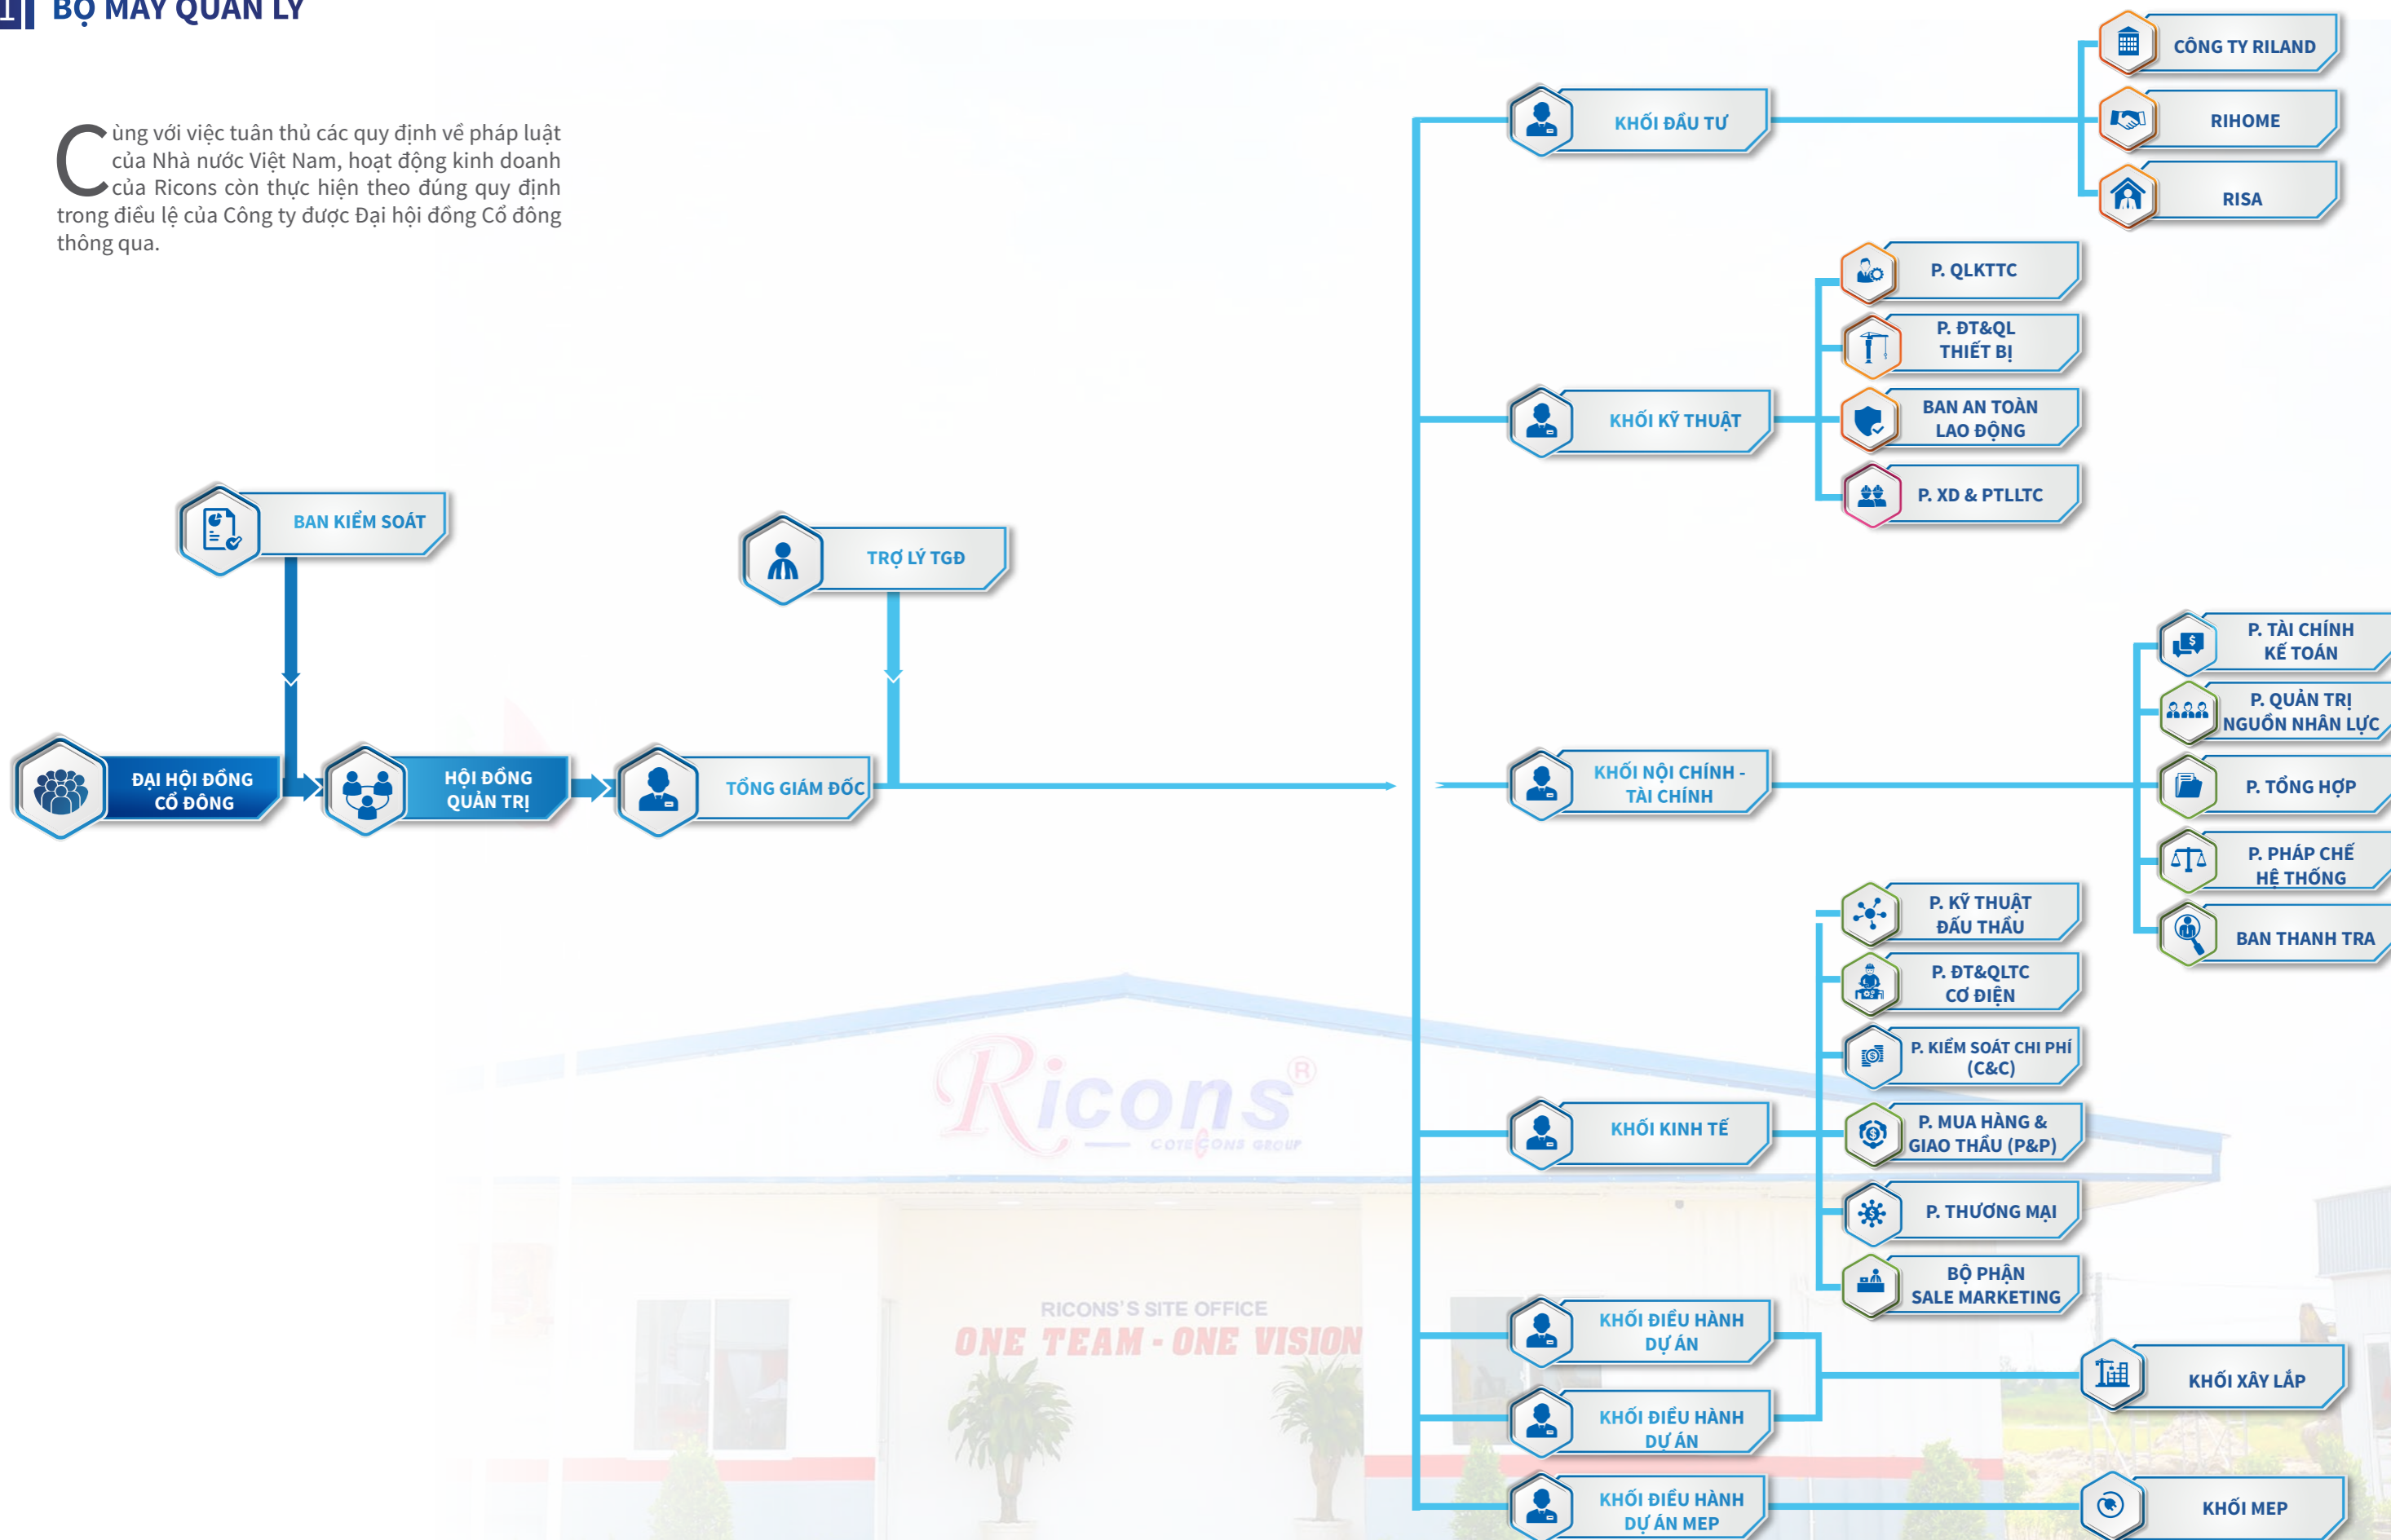 1 BỘ MÁY QUẢN LÝ
Cùng với việc tuân thủ các quy định về pháp luật
của Nhà nước Việt Nam, hoạt động kinh doanh
của Ricons còn thực hiện theo đúng quy định
trong điều lệ của Công ty được Đại hội đồng Cổ đông
thông qua.
BAN KIỂM SOÁT
TRỢ LÝ TGĐ
ĐẠI HỘI ĐỒNG
CỔ ĐÔNG
HỘI ĐỒNG
QUẢN TRỊ
TỔNG GIÁM ĐỐC
KHỐI ĐẦU TƯ
CÔNG TY RILAND
RIHOME
RISA
KHỐI KỸ THUẬT
P. QLKTTC
P. ĐT&QL
THIẾT BỊ
BAN AN TOÀN
LAO ĐỘNG
P. XD & PTLLTC
KHỐI NỘI CHÍNH -
TÀI CHÍNH
P. TÀI CHÍNH
KẾ TOÁN
P. QUẢN TRỊ
NGUỒN NHÂN LỰC
P. TỔNG HỢP
P. PHÁP CHẾ
HỆ THỐNG
BAN THANH TRA
KHỐI KINH TẾ
P. KỸ THUẬT
ĐẤU THẦU
P. ĐT&QLTC
CƠ ĐIỆN
P. KIỂM SOÁT CHI PHÍ
(C&C)
P. MUA HÀNG &
GIAO THẦU (P&P)
P. THƯƠNG MẠI
BỘ PHẬN
SALE MARKETING
KHỐI ĐIỀU HÀNH
DỰ ÁN
KHỐI ĐIỀU HÀNH
DỰ ÁN
KHỐI XÂY LẮP
KHỐI ĐIỀU HÀNH
DỰ ÁN MEP
KHỐI MEP
Ricons®
COTECCONS GROUP
RICONS'S SITE OFFICE
ONE TEAM - ONE VISION